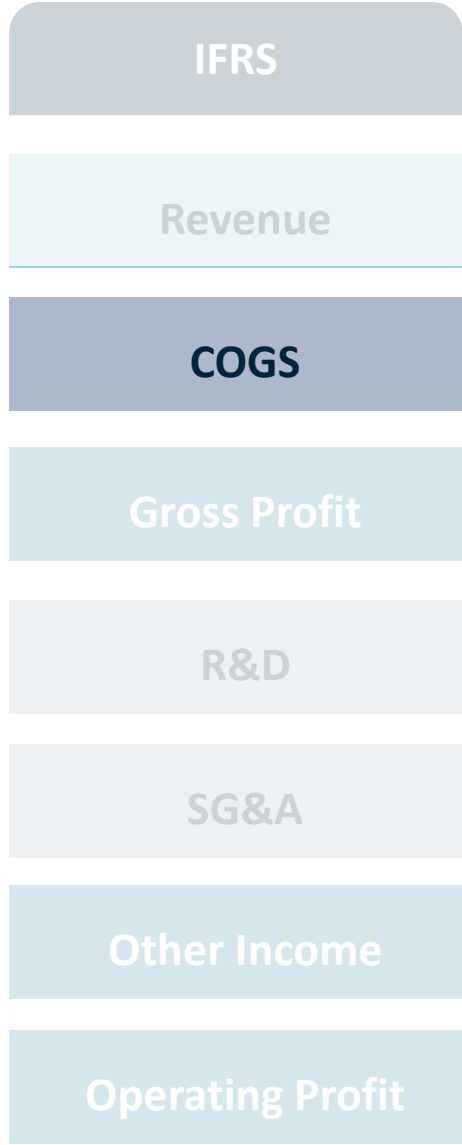 IFRS
Revenue
COGS
Gross Profit
R&D
SG&A
Other Income
Operating Profit